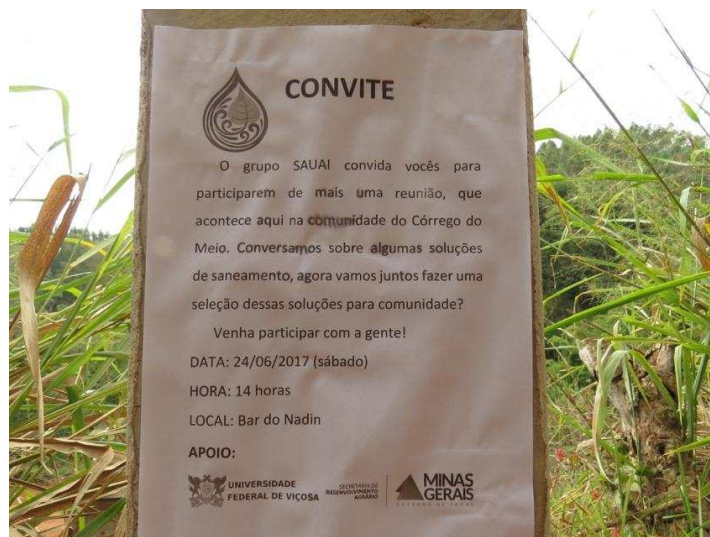 CONVITE
O grupo SAUAI convida vocês para
participarem de mais uma reunião, que
acontece aqui na comunidade do Córrego do
Meio. Conversamos sobre algumas soluções
de saneamento, agora vamos juntos fazer uma
seleção dessas soluções para comunidade?
Venha participar com a gente!
DATA: 24/06/2017 (sábado)
HORA: 14 horas
LOCAL: Bar do Nadin
APOIO:
UNIVERSIDADE
FEDERAL DE VIÇOSA
SECRETARIA DE
DESENVOLVIMENTO
AGRÁRIO
MINAS
GERAIS
GOVERNO DE TODOS